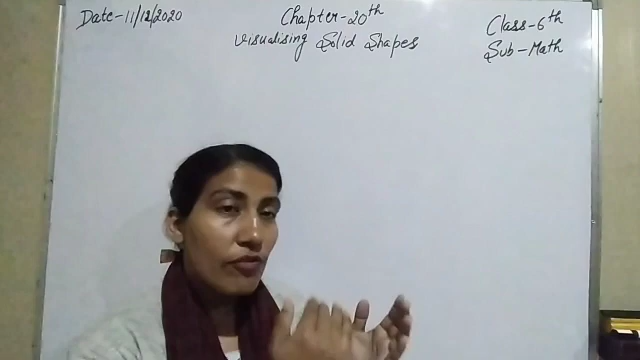 Date-11/12/2020
Chapter-20th
Visualising Solid Shapes
Class-6th
Sub-Math